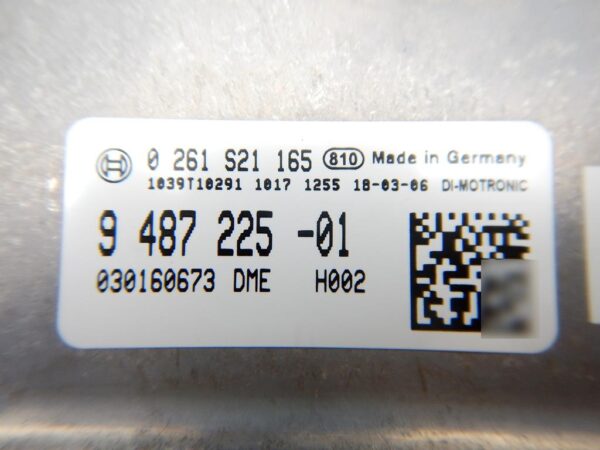 0 261 S21 165 810 Made in Germany
1039T10291 1017 1255 18-03-06 DI-MOTRONIC
9 487 225 -01
030160673 DME H002